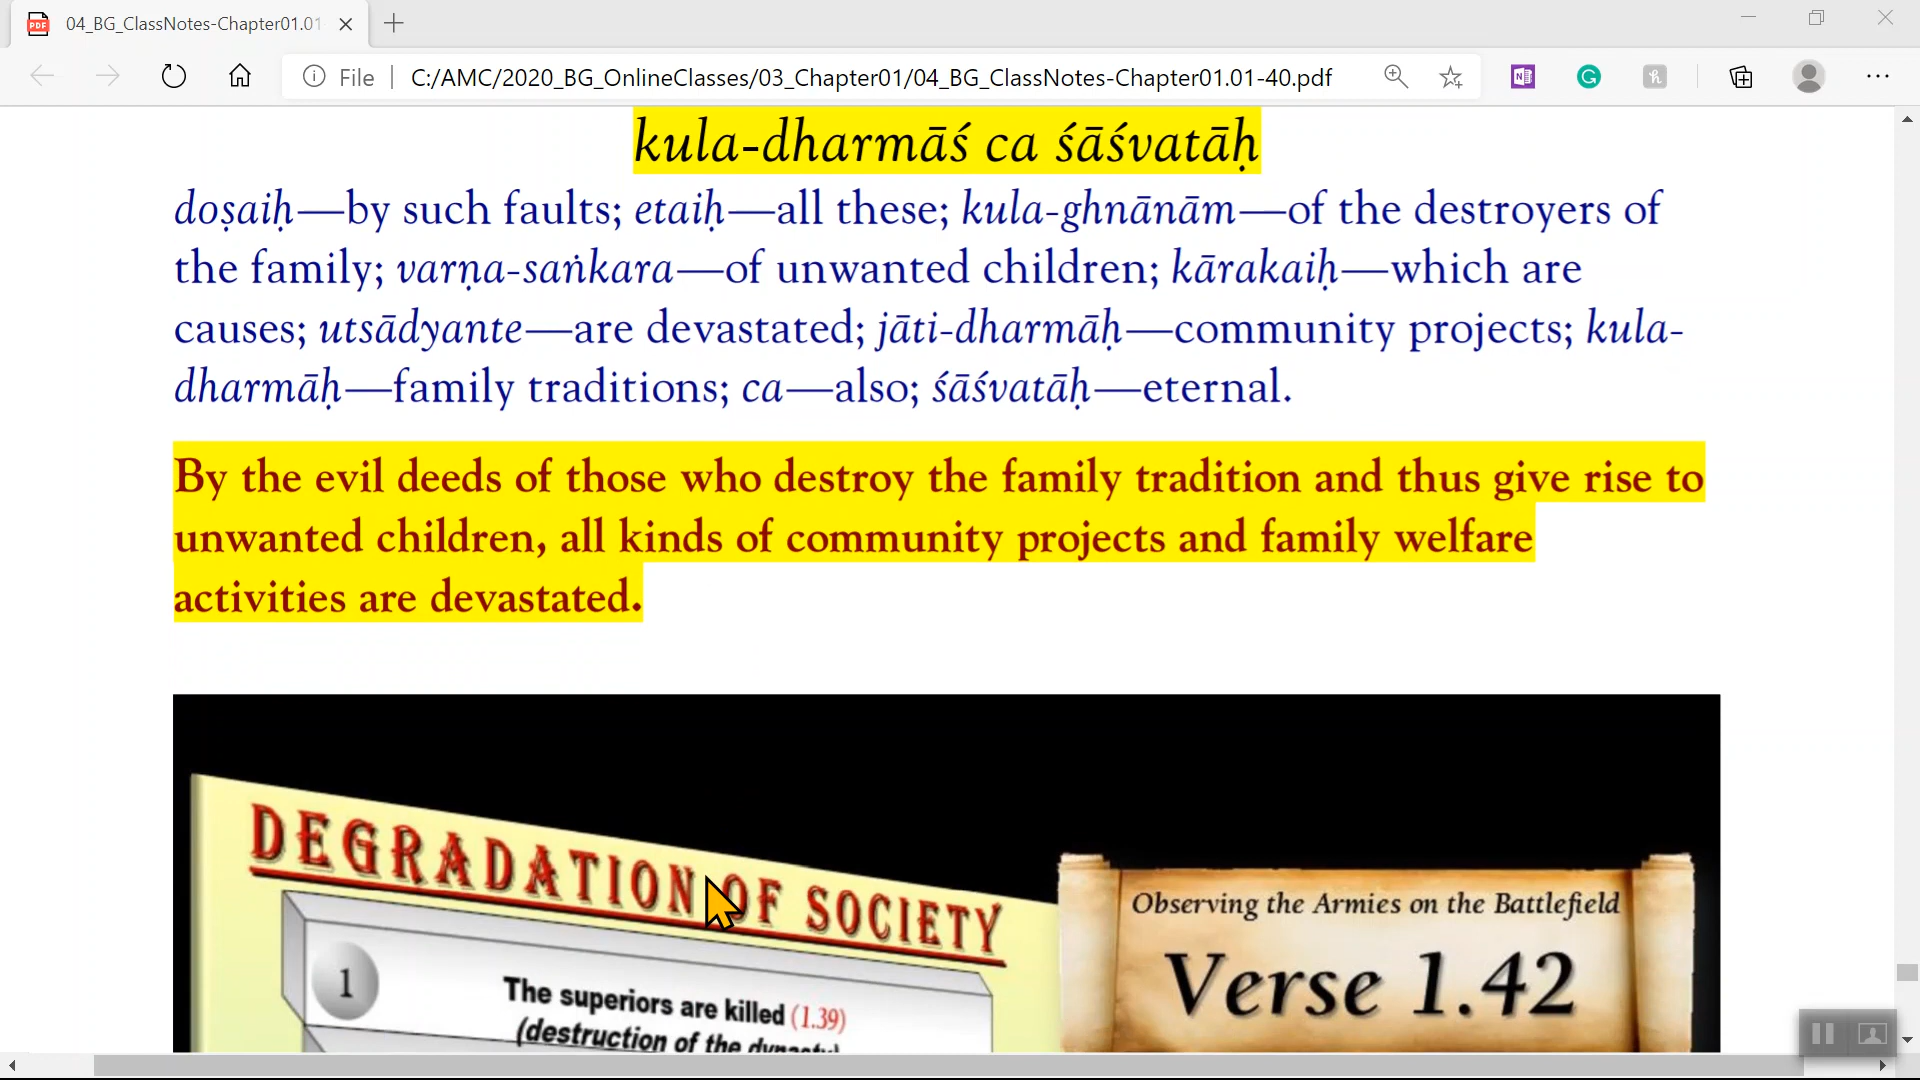 04_BG_ClassNotes-Chapter01.01
File
C:/AMC/2020_BG_OnlineClasses/03_Chapter01/04_BG_ClassNotes-Chapter01.01-40.pdf
kula-dharmāś ca śāśvatāḥ
doṣaiḥ—by such faults; etaiḥ—all these; kula-ghnānām—of the destroyers of
the family; varṇa-saṅkara—of unwanted children; kārakaiḥ—which are
causes; utsādyante—are devastated; jāti-dharmāḥ—community projects; kula-
dharmāḥ—family traditions; ca—also; śāśvatāḥ—eternal.
By the evil deeds of those who destroy the family tradition and thus give rise to
unwanted children, all kinds of community projects and family welfare
activities are devastated.
DEGRADATION OF SOCIETY
1
The superiors are killed (1.39)
(destruction of the dynasty)
Observing the Armies on the Battlefield
Verse 1.42